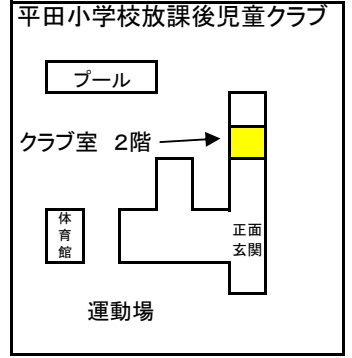 平田小学校放課後児童クラブ
プール
クラブ室　２階
体育館
正面
玄関
運動場